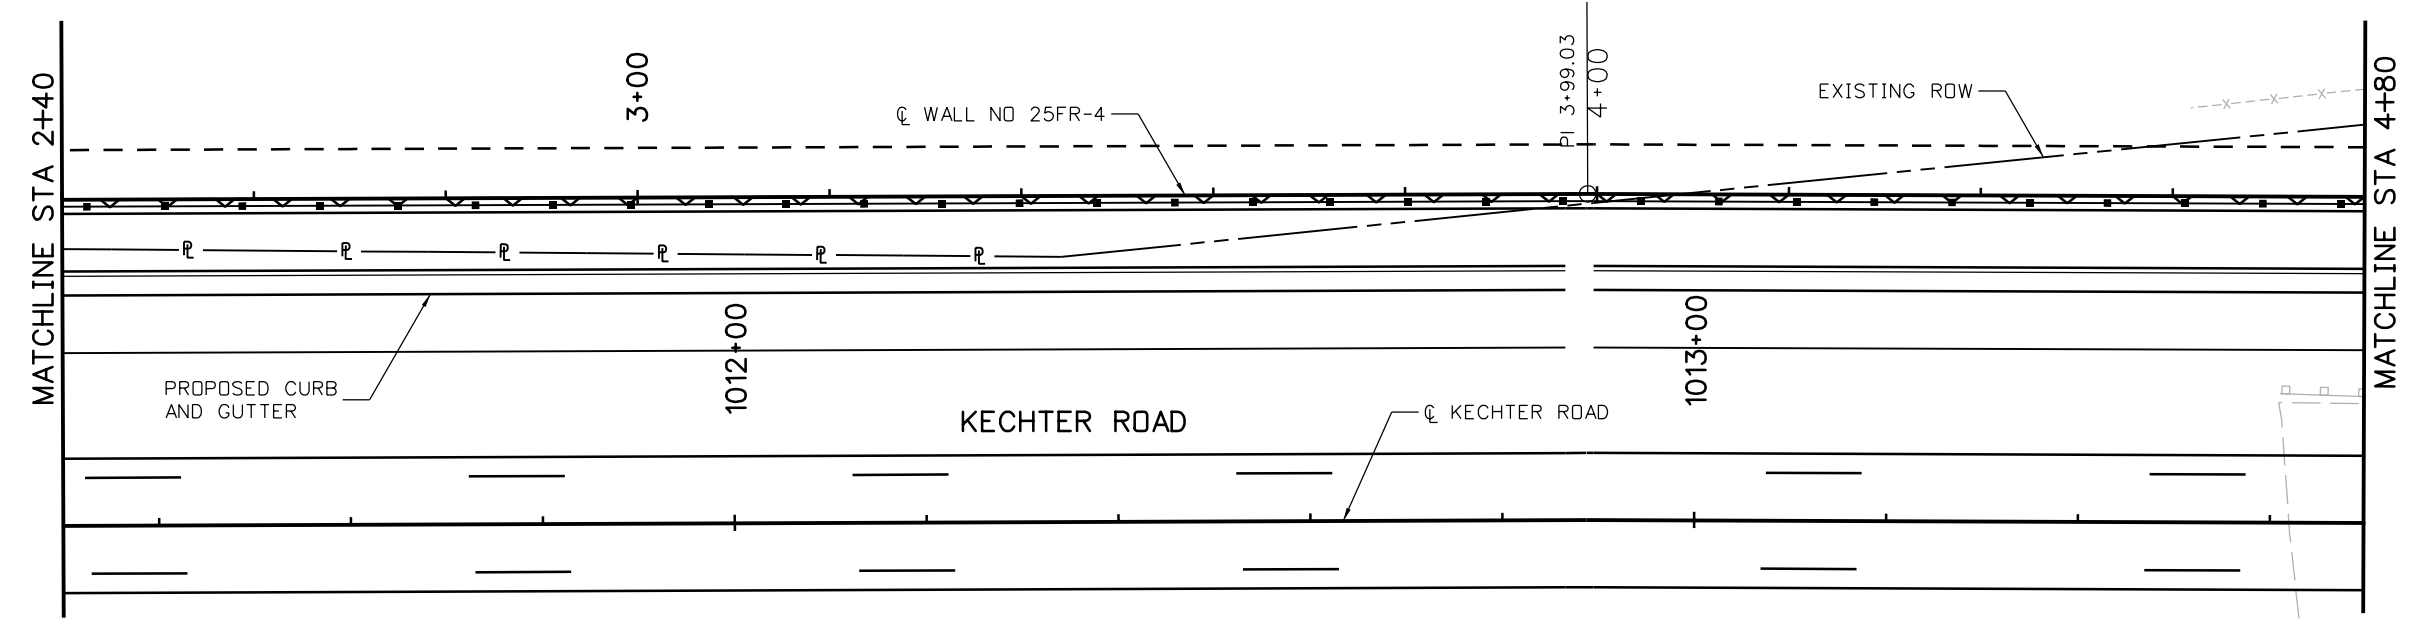 MATCHLINE STA 2+40
3+00
℄ WALL NO 25FR-4
PI 3+99.03
4+00
EXISTING ROW
X X X
MATCHLINE STA 4+80
⅊ ⅊ ⅊ ⅊ ⅊ ⅊
1012+00
1013+00
PROPOSED CURB
AND GUTTER
KECHTER ROAD
℄ KECHTER ROAD